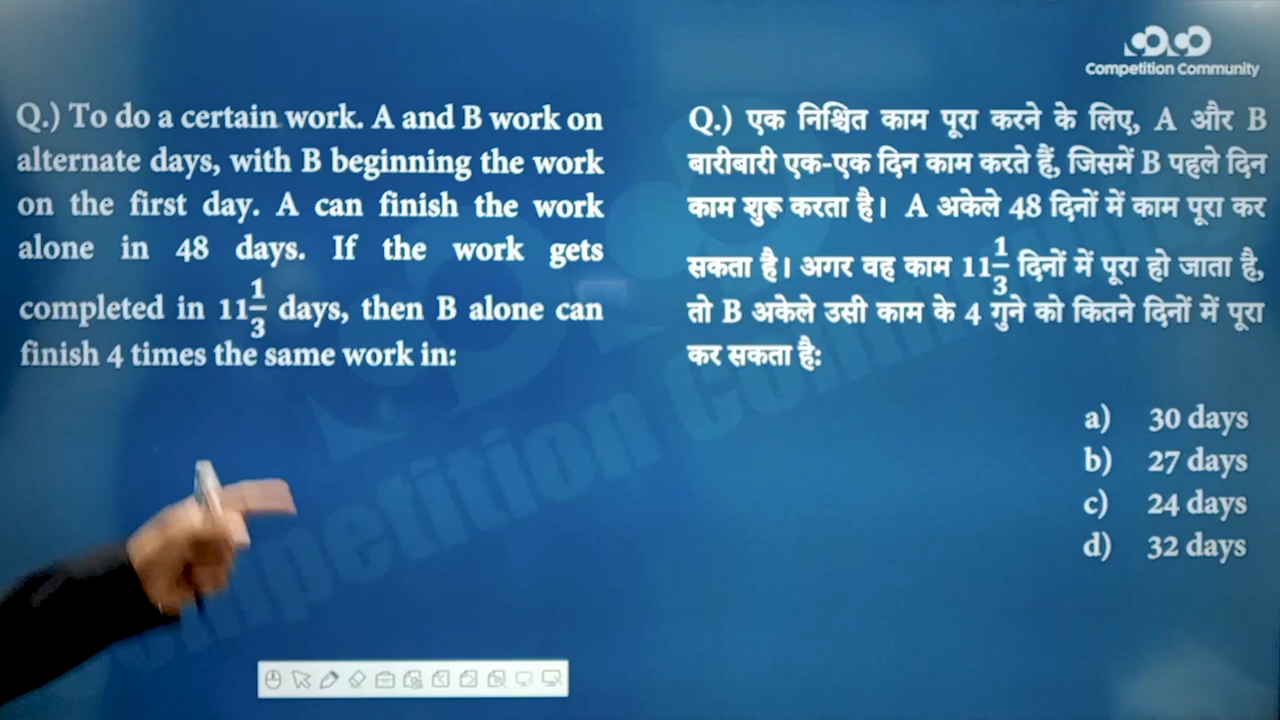 Competition Community
Q.) To do a certain work. A and B work on
alternate days, with B beginning the work
on the first day. A can finish the work
alone in 48 days. If the work gets
completed in 11 1/3 days, then B alone can
finish 4 times the same work in:
Q.) एक निश्चित काम पूरा करने के लिए, A और B
बारीबारी एक-एक दिन काम करते हैं, जिसमें B पहले दिन
काम शुरू करता है। A अकेले 48 दिनों में काम पूरा कर
सकता है। अगर वह काम 11 1/3 दिनों में पूरा हो जाता है,
तो B अकेले उसी काम के 4 गुने को कितने दिनों में पूरा
कर सकता है:
a) 30 days
b) 27 days
c) 24 days
d) 32 days
Competition Community